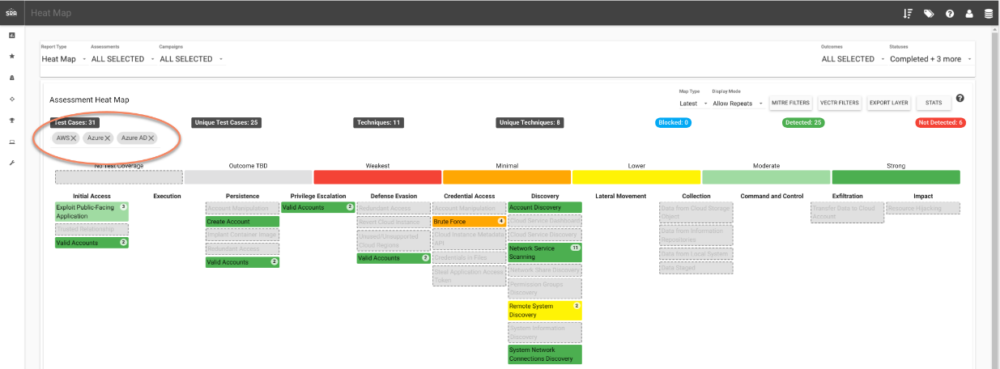 SRA
Heat Map
Report Type
Assessments
Campaigns
Outcomes
Statuses
Heat Map
ALL SELECTED
ALL SELECTED
ALL SELECTED
Completed + 3 more
Assessment Heat Map
Map Type
Display Mode
Latest
Allow Repeats
MITRE FILTERS
VECTR FILTERS
EXPORT LAYER
STATS
Test Cases: 31
Unique Test Cases: 25
Techniques: 11
Unique Techniques: 8
Blocked: 0
Detected: 25
Not Detected: 6
AWS
Azure
Azure AD
No Test Coverage
Outcome TBD
Weakest
Minimal
Lower
Moderate
Strong
Initial Access
Exploit Public-Facing
Application
3
Trusted Relationship
Valid Accounts 2
Execution
Persistence
Account Manipulation
Create Account
Implant Container Image
Redundant Access
Valid Accounts 2
Privilege Escalation
Valid Accounts 2
Defense Evasion
Redundant Access
Revert Cloud Instance
Unused/Unsupported
Cloud Regions
Valid Accounts 2
Credential Access
Account Manipulation
Brute Force 4
Cloud Instance Metadata
API
Credentials in Files
Steal Application Access
Token
Discovery
Account Discovery
Cloud Service Dashboard
Cloud Service Discovery
Network Service
Scanning
11
Network Share Discovery
Permission Groups
Discovery
Remote System
Discovery
2
System Information
Discovery
System Network
Connections Discovery
Lateral Movement
Collection
Data from Cloud Storage
Object
Data from Information
Repositories
Data from Local System
Data Staged
Command and Control
Exfiltration
Transfer Data to Cloud
Account
Impact
Resource Hijacking